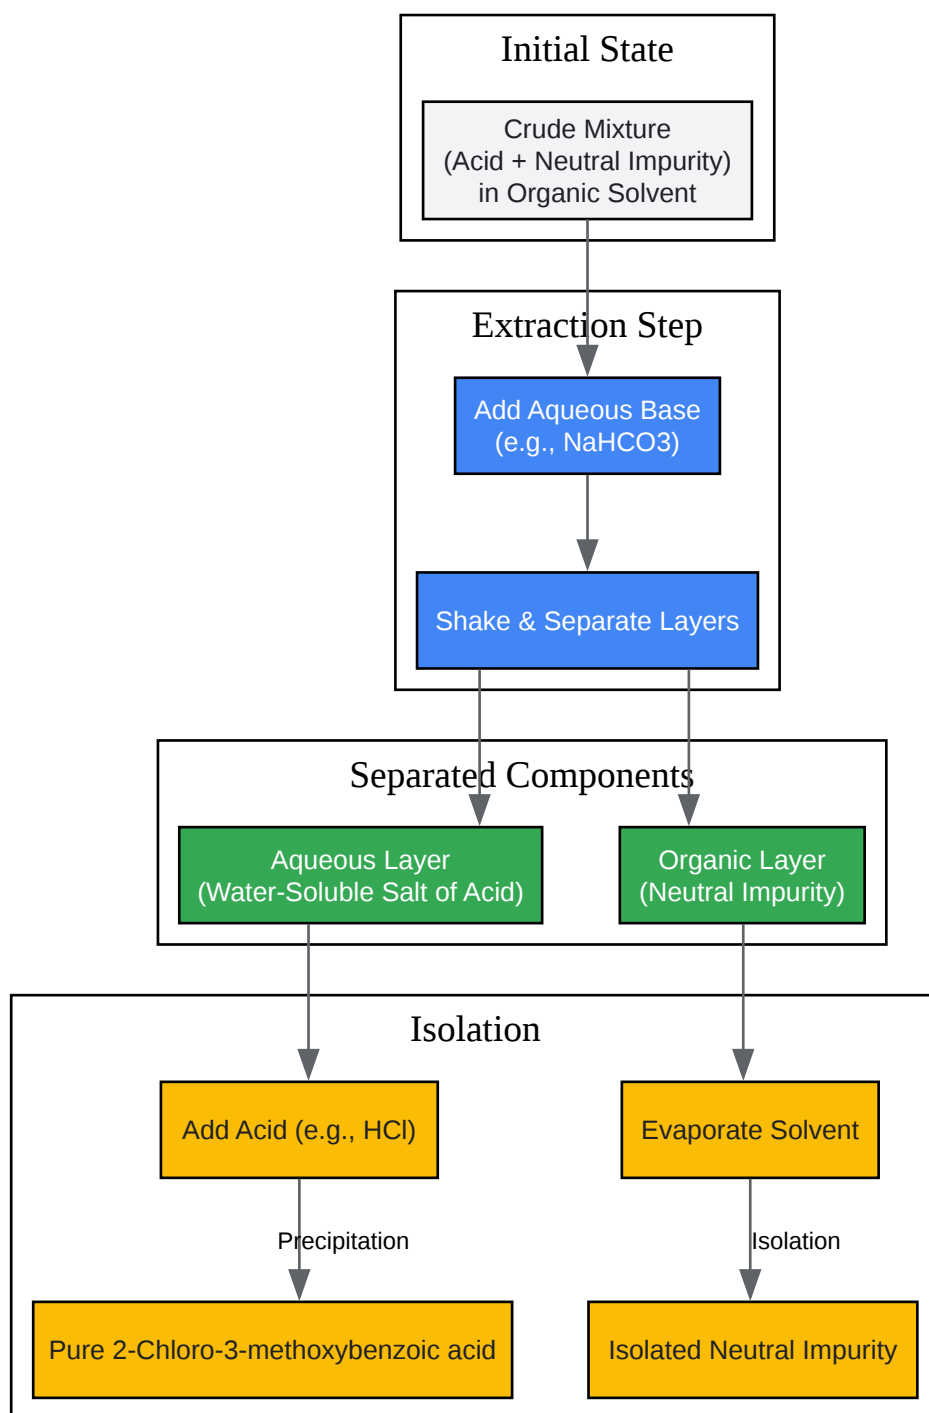 Initial State
Crude Mixture
(Acid + Neutral Impurity)
in Organic Solvent
Extraction Step
Add Aqueous Base
(e.g., NaHCO3)
Shake & Separate Layers
Separated Components
Aqueous Layer
(Water-Soluble Salt of Acid)
Organic Layer
(Neutral Impurity)
Isolation
Add Acid (e.g., HCl)
Evaporate Solvent
Precipitation
Isolation
Pure 2-Chloro-3-methoxybenzoic acid
Isolated Neutral Impurity